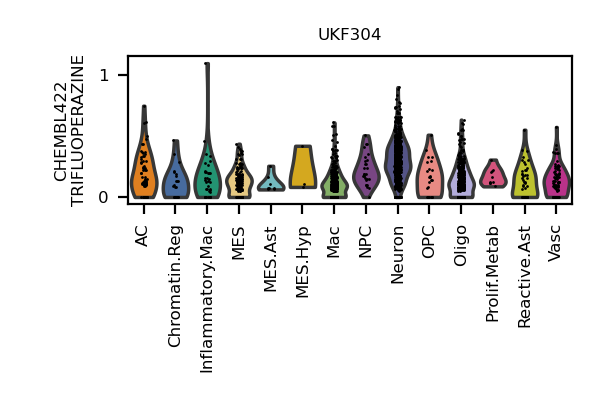 UKF304
CHEMBL422
TRIFLUOPERAZINE
1
0
AC
Chromatin.Reg
Inflammatory.Mac
MES
MES.Ast
MES.Hyp
Mac
NPC
Neuron
OPC
Oligo
Prolif.Metab
Reactive.Ast
Vasc